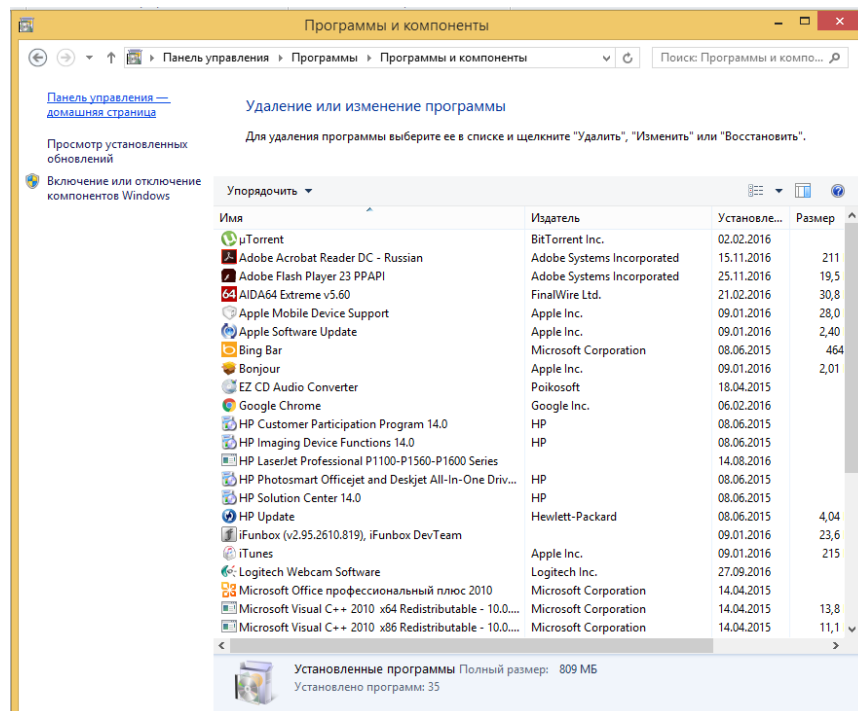 Программы и компоненты
Панель управления Программы Программы и компоненты Поиск: Программы и компо...
Панель управления —
домашняя страница
Просмотр установленных
обновлений
Включение или отключение
компонентов Windows
Удаление или изменение программы
Для удаления программы выберите ее в списке и щелкните "Удалить", "Изменить" или "Восстановить".
Упорядочить
Имя Издатель Установле... Размер
µTorrent BitTorrent Inc. 02.02.2016
Adobe Acrobat Reader DC - Russian Adobe Systems Incorporated 15.11.2016 211
Adobe Flash Player 23 PPAPI Adobe Systems Incorporated 25.11.2016 19,5
64 AIDA64 Extreme v5.60 FinalWire Ltd. 21.02.2016 30,8
Apple Mobile Device Support Apple Inc. 09.01.2016 28,0
Apple Software Update Apple Inc. 09.01.2016 2,40
Bing Bar Microsoft Corporation 08.06.2015 464
Bonjour Apple Inc. 09.01.2016 2,01
EZ CD Audio Converter Poikosoft 18.04.2015
Google Chrome Google Inc. 06.02.2016
HP Customer Participation Program 14.0 HP 08.06.2015
HP Imaging Device Functions 14.0 HP 08.06.2015
HP LaserJet Professional P1100-P1560-P1600 Series 14.08.2016
HP Photosmart Officejet and Deskjet All-In-One Driv... HP 08.06.2015
HP Solution Center 14.0 HP 08.06.2015
HP Update Hewlett-Packard 08.06.2015 4,04
iFunbox (v2.95.2610.819), iFunbox DevTeam 09.01.2016 23,6
iTunes Apple Inc. 09.01.2016 215
Logitech Webcam Software Logitech Inc. 27.09.2016
Microsoft Office профессиональный плюс 2010 Microsoft Corporation 14.04.2015
Microsoft Visual C++ 2010 x64 Redistributable - 10.0.... Microsoft Corporation 14.04.2015 13,8
Microsoft Visual C++ 2010 x86 Redistributable - 10.0.... Microsoft Corporation 14.04.2015 11,1
Установленные программы Полный размер: 809 МБ
Установлено программ: 35